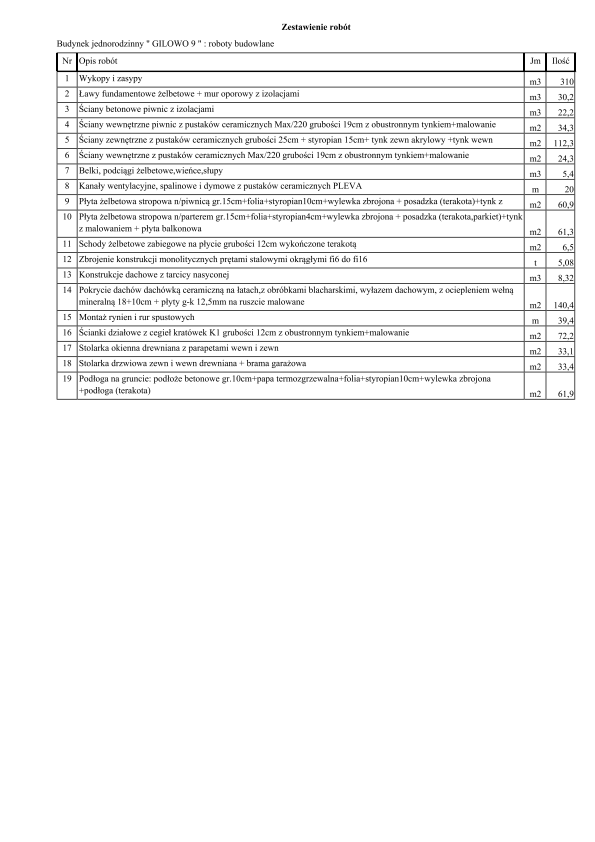 Zestawienie robót
Budynek jednorodzinny " GILOWO 9 " : roboty budowlane
Nr Opis robót Jm Ilość
1 Wykopy i zasypy m3 310
2 Ławy fundamentowe żelbetowe + mur oporowy z izolacjami m3 30,2
3 Ściany betonowe piwnic z izolacjami m3 22,2
4 Ściany wewnętrzne piwnic z pustaków ceramicznych Max/220 grubości 19cm z obustronnym tynkiem+malowanie m2 34,3
5 Ściany zewnętrzne z pustaków ceramicznych grubości 25cm + styropian 15cm+ tynk zewn akrylowy +tynk wewn m2 112,3
6 Ściany wewnętrzne z pustaków ceramicznych Max/220 grubości 19cm z obustronnym tynkiem+malowanie m2 24,3
7 Belki, podciągi żelbetowe,wieńce,słupy m3 5,4
8 Kanały wentylacyjne, spalinowe i dymowe z pustaków ceramicznych PLEVA m 20
9 Płyta żelbetowa stropowa n/piwnicą gr.15cm+folia+styropian10cm+wylewka zbrojona + posadzka (terakota)+tynk z m2 60,9
10 Płyta żelbetowa stropowa n/parterem gr.15cm+folia+styropian4cm+wylewka zbrojona + posadzka (terakota,parkiet)+tynk
z malowaniem + płyta balkonowa m2 61,3
11 Schody żelbetowe zabiegowe na płycie grubości 12cm wykończone terakotą m2 6,5
12 Zbrojenie konstrukcji monolitycznych prętami stalowymi okrągłymi fi6 do fi16 t 5,08
13 Konstrukcje dachowe z tarcicy nasyconej m3 8,32
14 Pokrycie dachów dachówką ceramiczną na łatach,z obróbkami blacharskimi, wyłazem dachowym, z ociepleniem wełną
mineralną 18+10cm + płyty g-k 12,5mm na ruszcie malowane m2 140,4
15 Montaż rynien i rur spustowych m 39,4
16 Ścianki działowe z cegieł kratówek K1 grubości 12cm z obustronnym tynkiem+malowanie m2 72,2
17 Stolarka okienna drewniana z parapetami wewn i zewn m2 33,1
18 Stolarka drzwiowa zewn i wewn drewniana + brama garażowa m2 33,4
19 Podłoga na gruncie: podłoże betonowe gr.10cm+papa termozgrzewalna+folia+styropian10cm+wylewka zbrojona
+podłoga (terakota) m2 61,9